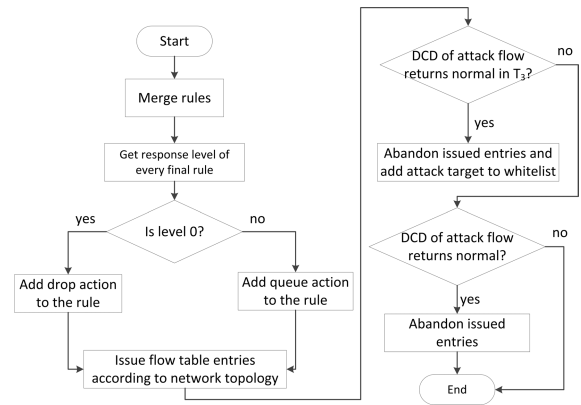 Start
Merge rules
Get response level of
every final rule
yes
Is level 0?
no
Add drop action
to the rule
Add queue action
to the rule
Issue flow table entries
according to network topology
DCD of attack flow
returns normal in T₃?
no
yes
Abandon issued entries and
add attack target to whitelist
DCD of attack flow
returns normal?
no
yes
Abandon issued
entries
End